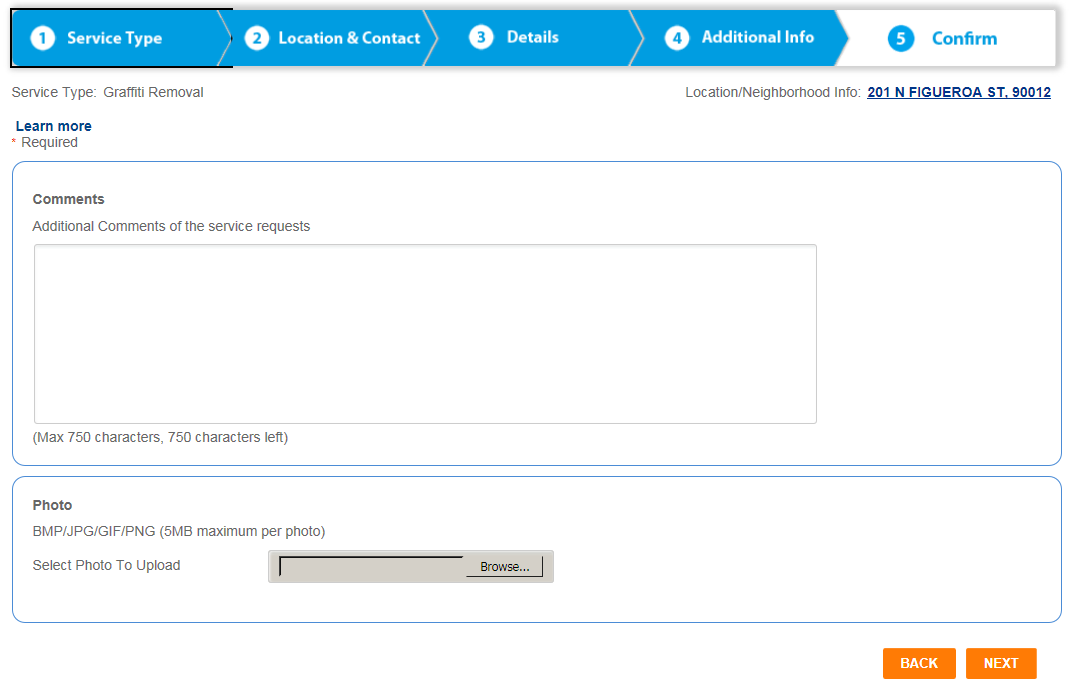 1 Service Type 2 Location & Contact 3 Details 4 Additional Info 5 Confirm
Service Type: Graffiti Removal Location/Neighborhood Info: 201 N FIGUEROA ST, 90012
Learn more
* Required
Comments
Additional Comments of the service requests
(Max 750 characters, 750 characters left)
Photo
BMP/JPG/GIF/PNG (5MB maximum per photo)
Select Photo To Upload Browse...
BACK NEXT